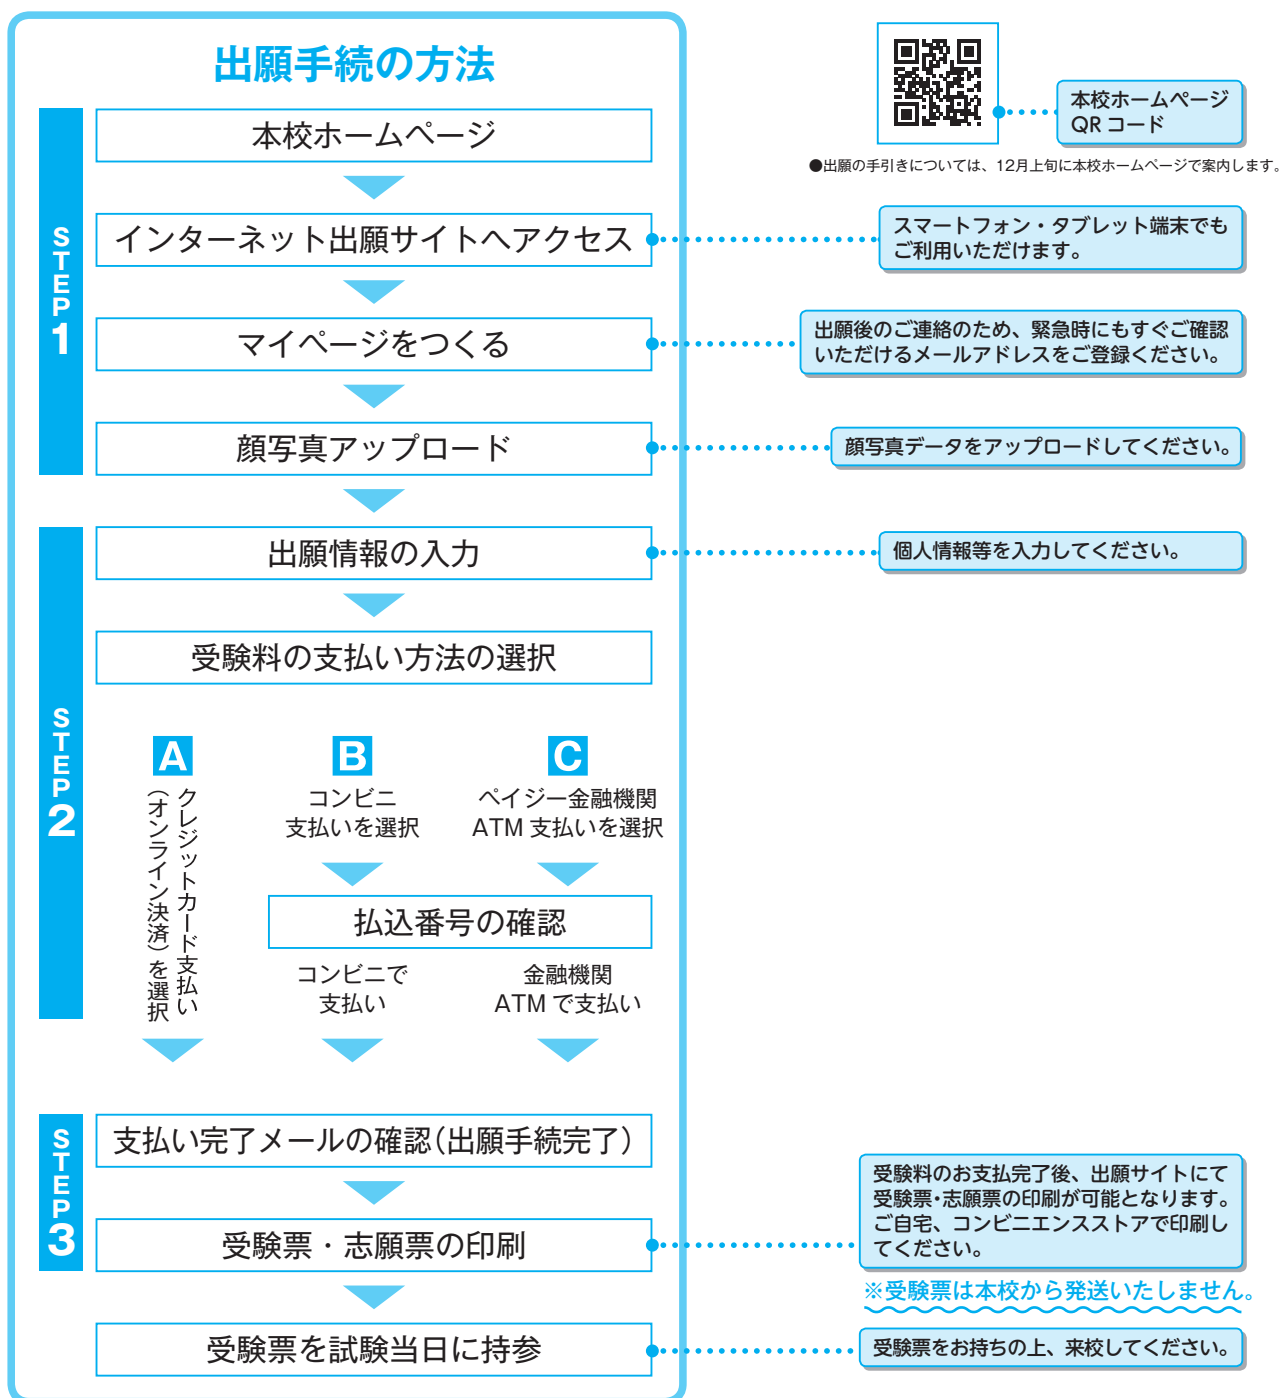 出願手続の方法
本校ホームページ
QR コード
●出願の手引きについては、12月上旬に本校ホームページで案内します。
STEP1
本校ホームページ
インターネット出願サイトへアクセス
スマートフォン・タブレット端末でも
ご利用いただけます。
マイページをつくる
出願後のご連絡のため、緊急時にもすぐご確認
いただけるメールアドレスをご登録ください。
顔写真アップロード
顔写真データをアップロードしてください。
STEP2
出願情報の入力
個人情報等を入力してください。
受験料の支払い方法の選択
A
クレジットカード支払い
（オンライン決済）を選択
B
コンビニ
支払いを選択
C
ペイジー金融機関
ATM 支払いを選択
払込番号の確認
コンビニで
支払い
金融機関
ATM で支払い
STEP3
支払い完了メールの確認（出願手続完了）
受験票・志願票の印刷
受験料のお支払完了後、出願サイトにて
受験票・志願票の印刷が可能となります。
ご自宅、コンビニエンスストアで印刷し
てください。
※受験票は本校から発送いたしません。
受験票を試験当日に持参
受験票をお持ちの上、来校してください。